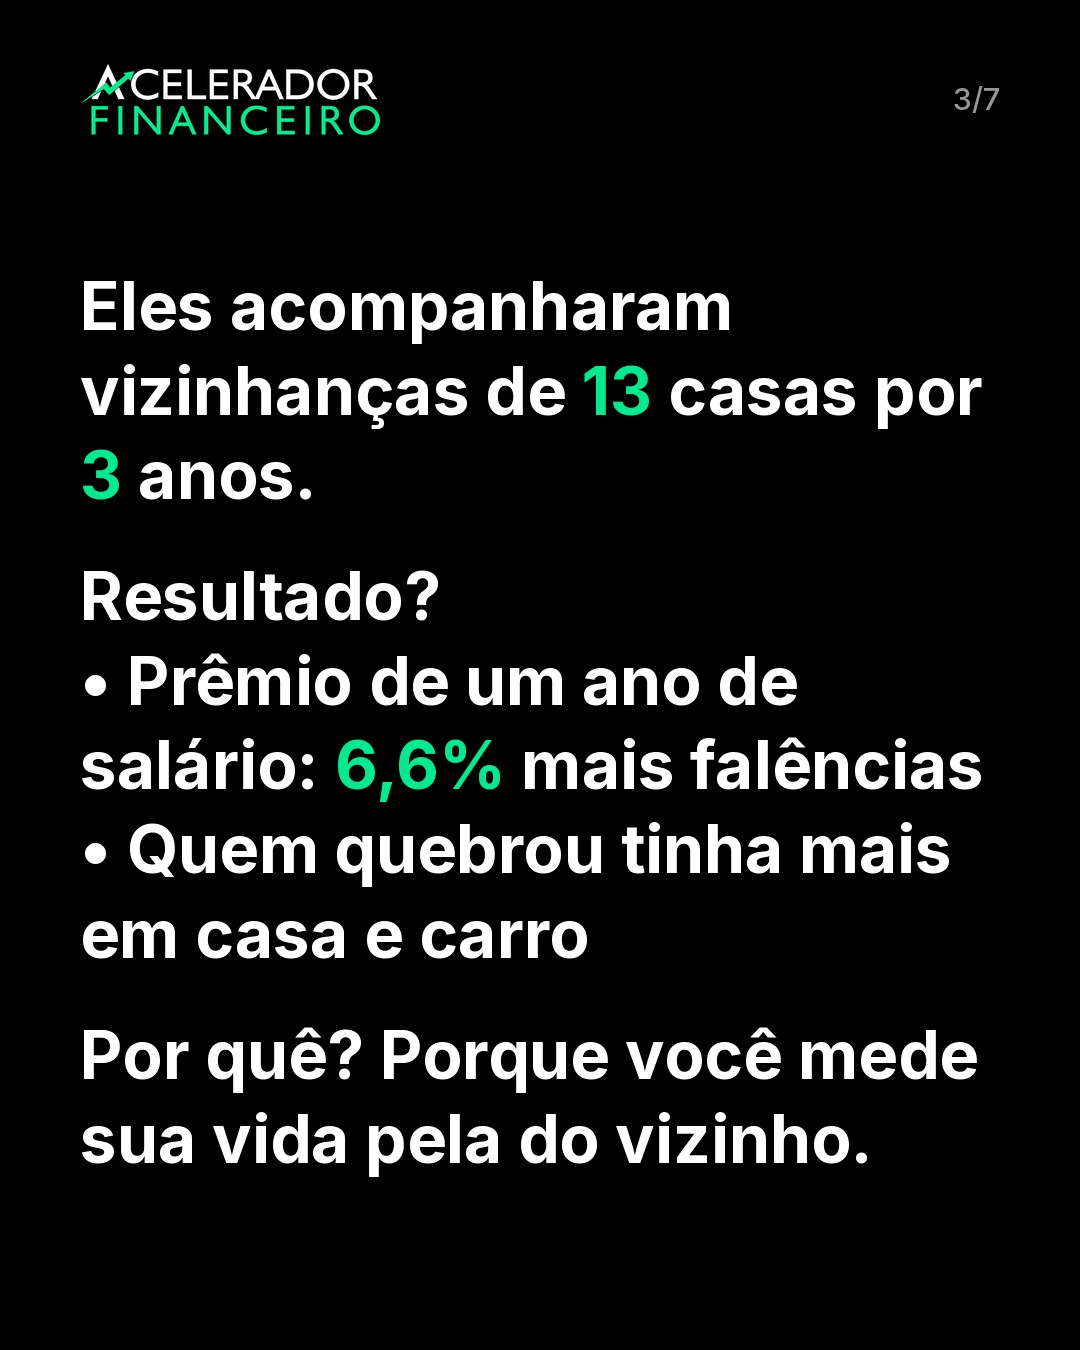 ACELERADOR
FINANCEIRO
3/7
Eles acompanharam
vizinhanças de 13 casas por
3 anos.
Resultado?
• Prêmio de um ano de
salário: 6,6% mais falências
• Quem quebrou tinha mais
em casa e carro
Por quê? Porque você mede
sua vida pela do vizinho.